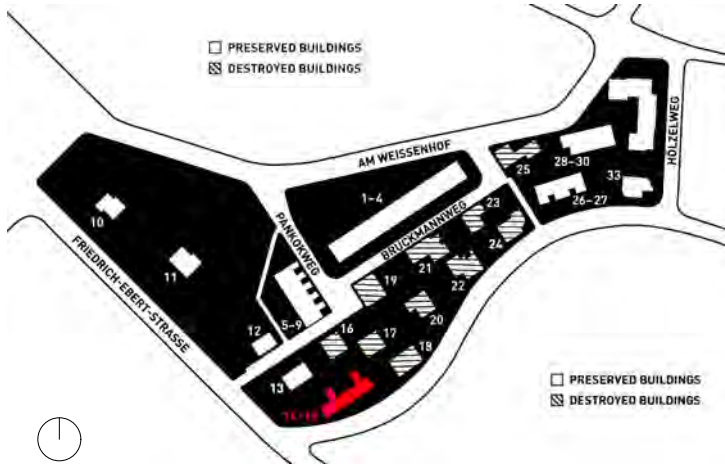 PRESERVED BUILDINGS
DESTROYED BUILDINGS
AM WEISSENHOF
HÖLZELWEG
28–30
25
33
1–4
26–27
10
PANKOKWEG
BRUCKMANNWEG
23
24
11
FRIEDRICH-EBERT-STRASSE
21
22
19
5–9
20
12
16
17
18
13
PRESERVED BUILDINGS
DESTROYED BUILDINGS